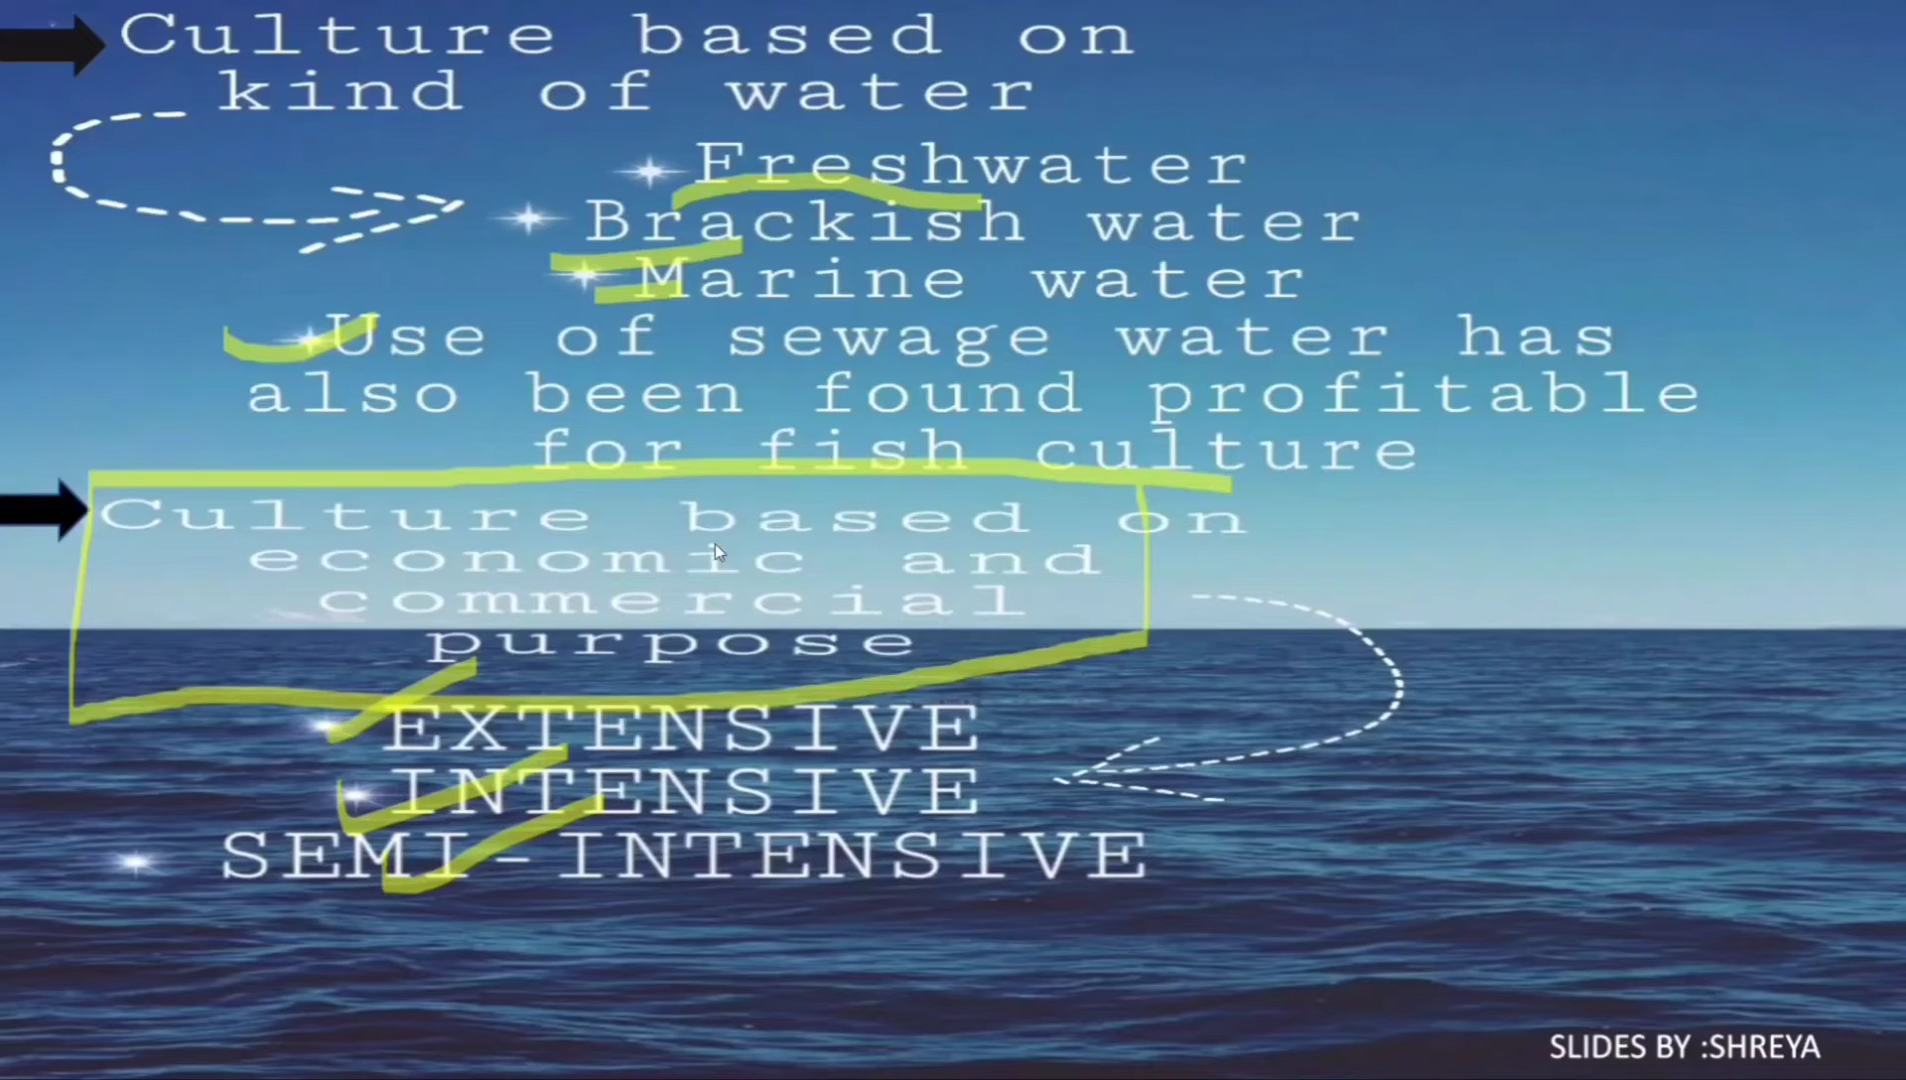 Culture based on
kind of water
Freshwater
Brackish water
Marine water
Use of sewage water has
also been found profitable
for fish culture
Culture based on
economic and
commercial
purpose
EXTENSIVE
INTENSIVE
SEMI-INTENSIVE
SLIDES BY :SHREYA